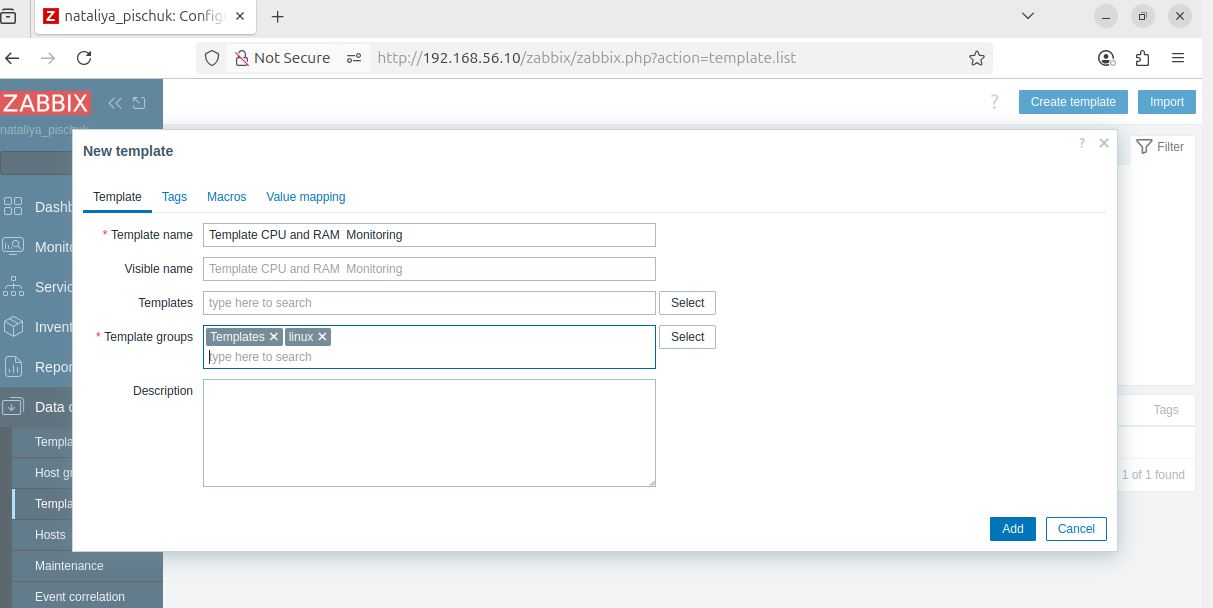 nataliya_pischuk: Config
Not Secure http://192.168.56.10/zabbix/zabbix.php?action=template.list
ZABBIX
? Create template Import
Filter
New template
?
Template Tags Macros Value mapping
* Template name Template CPU and RAM  Monitoring
Visible name Template CPU and RAM  Monitoring
Templates type here to search Select
* Template groups Templates linux Select
type here to search
Description
Add Cancel
nataliya_pischuk
Dashb
Monito
Servic
Invent
Repor
Data c
Templa
Host gr
Templa
Hosts
Maintenance
Event correlation
Tags
1 of 1 found